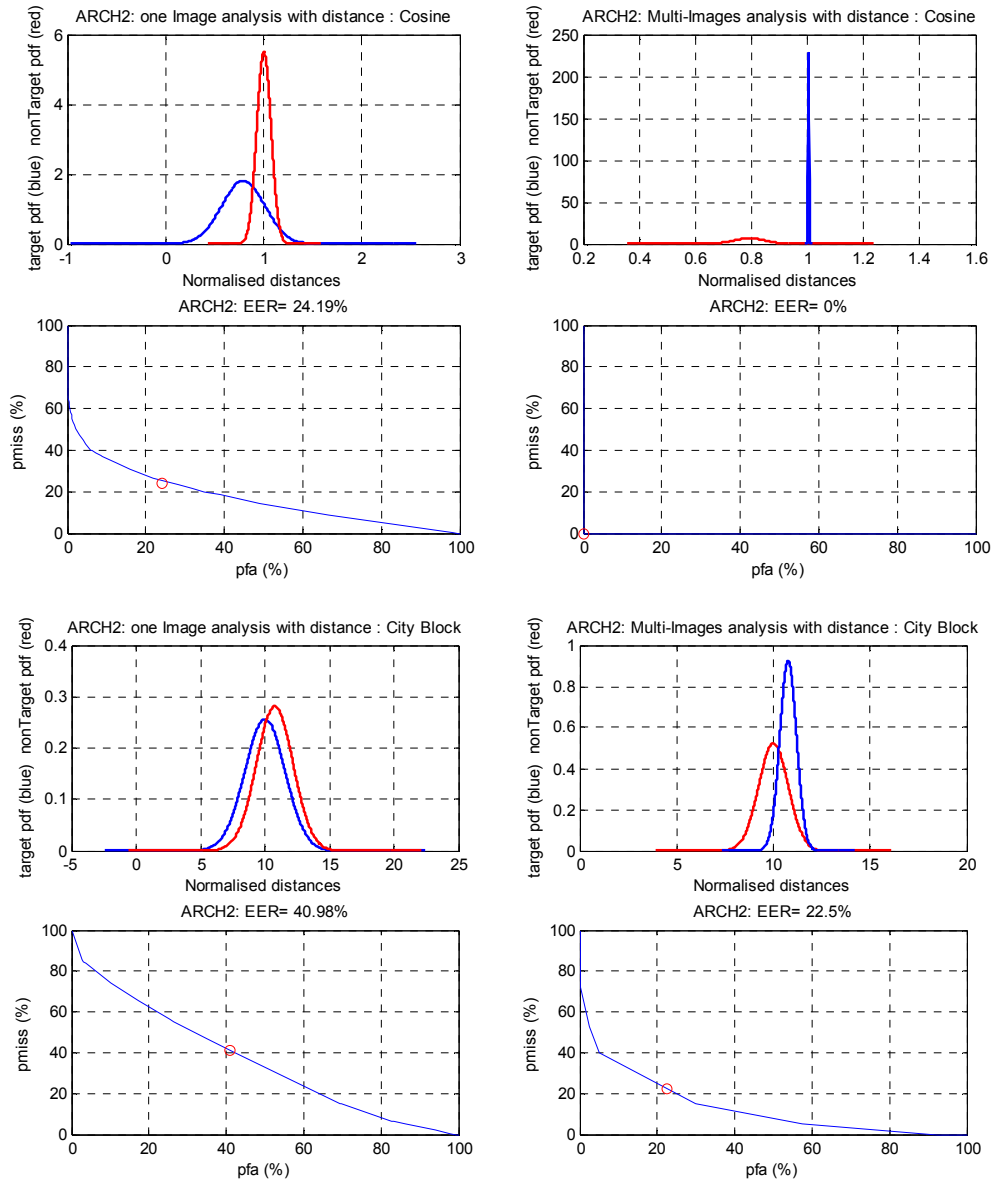 ARCH2: one Image analysis with distance : Cosine
target pdf (blue)  nonTarget pdf (red)
6
4
2
0
-1 0 1 2 3
Normalised distances
ARCH2: EER= 24.19%
pmiss (%)
100
80
60
40
20
0
0 20 40 60 80 100
pfa (%)
ARCH2: Multi-Images analysis with distance : Cosine
target pdf (blue)  nonTarget pdf (red)
250
200
150
100
50
0
0.2 0.4 0.6 0.8 1 1.2 1.4 1.6
Normalised distances
ARCH2: EER= 0%
pmiss (%)
100
80
60
40
20
0
0 20 40 60 80 100
pfa (%)
ARCH2: one Image analysis with distance : City Block
target pdf (blue)  nonTarget pdf (red)
0.4
0.3
0.2
0.1
0
-5 0 5 10 15 20 25
Normalised distances
ARCH2: EER= 40.98%
pmiss (%)
100
80
60
40
20
0
0 20 40 60 80 100
pfa (%)
ARCH2: Multi-Images analysis with distance : City Block
target pdf (blue)  nonTarget pdf (red)
1
0.8
0.6
0.4
0.2
0
0 5 10 15 20
Normalised distances
ARCH2: EER= 22.5%
pmiss (%)
100
80
60
40
20
0
0 20 40 60 80 100
pfa (%)